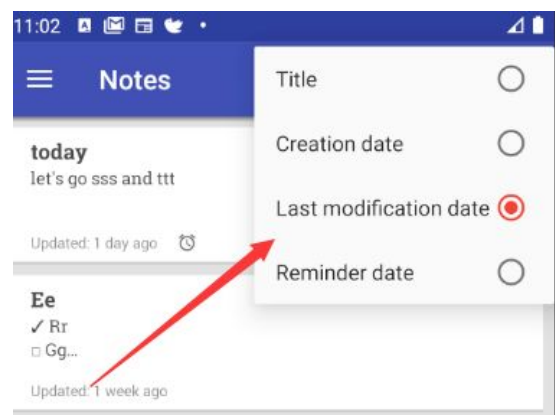 11:02
Notes
Title
Creation date
Last modification date
Reminder date
today
let's go sss and ttt
Updated: 1 day ago
Ee
✓ Rr
□ Gg...
Updated: 1 week ago